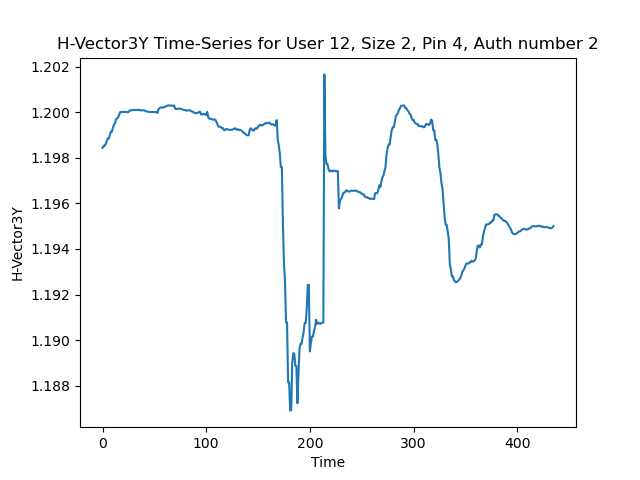 H-Vector3Y Time-Series for User 12, Size 2, Pin 4, Auth number 2
1.202
1.200
1.198
1.196
1.194
1.192
1.190
1.188
H-Vector3Y
0 100 200 300 400
Time